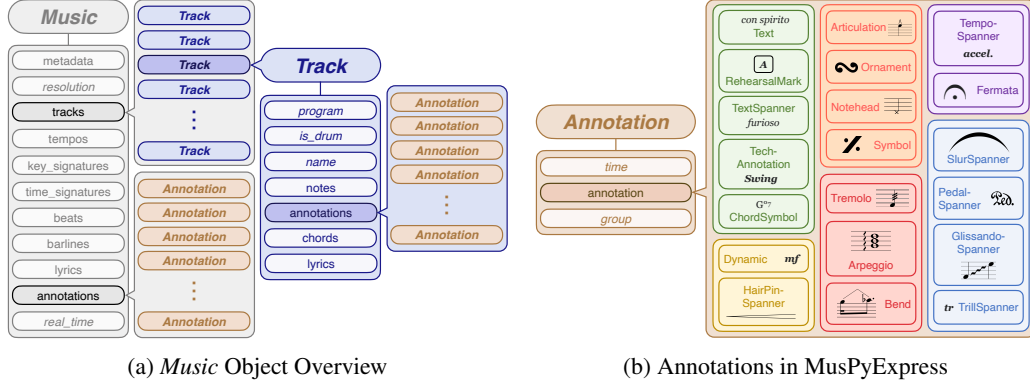 Music
metadata
resolution
tracks
tempos
key_signatures
time_signatures
beats
barlines
lyrics
annotations
real_time
Track
Track
Track
Track
⋮
Track
Annotation
Annotation
Annotation
Annotation
⋮
Annotation
Track
program
is_drum
name
notes
annotations
chords
lyrics
Annotation
Annotation
Annotation
Annotation
⋮
Annotation
(a) Music Object Overview
Annotation
time
annotation
group
con spirito
Text
A
RehearsalMark
TextSpanner
furioso
Tech-
Annotation
Swing
ChordSymbol
Dynamic mf
HairPin-
Spanner
Articulation
Ornament
Notehead
Symbol
Tremolo
Arpeggio
Bend
Tempo-
Spanner
accel.
Fermata
SlurSpanner
Pedal-
Spanner
Ped.
Glissando-
Spanner
tr TrillSpanner
(b) Annotations in MusPyExpress